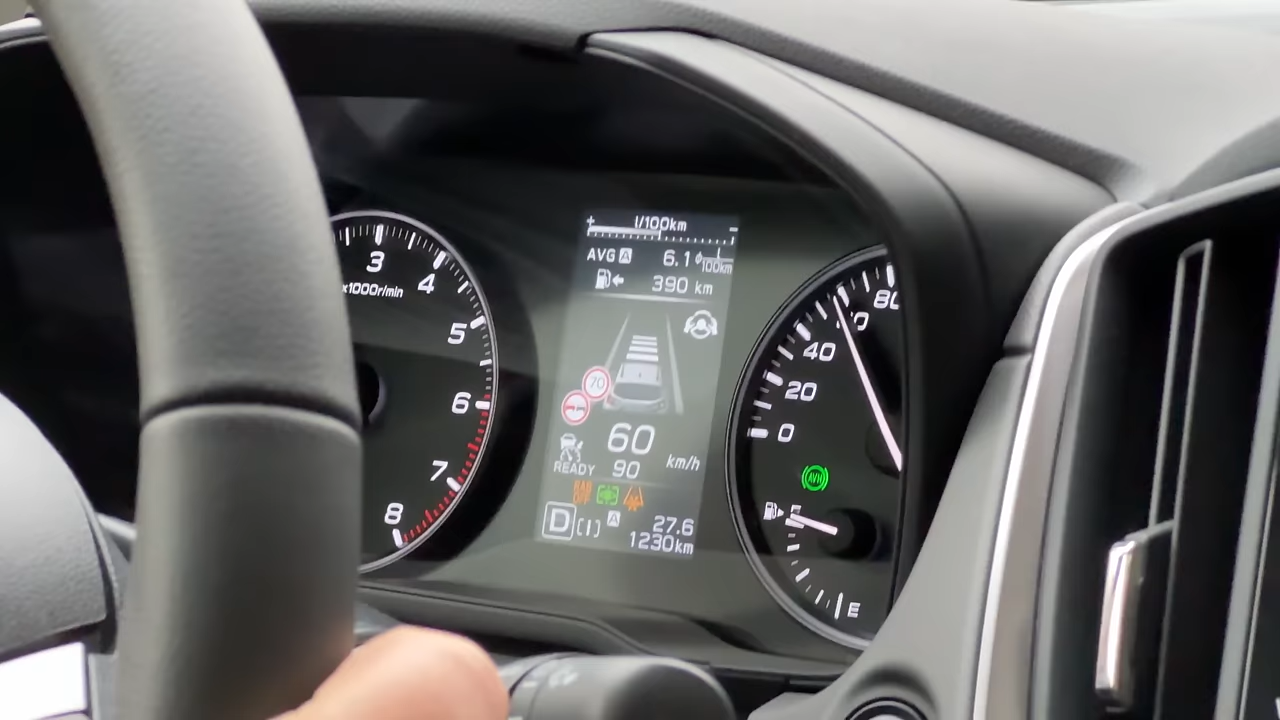 l/100km
AVG A 6.1 100km
390 km
70
60
READY 90 km/h
D [I] A 27.6
1230km
3
4
x1000r/min
5
6
7
8
80
40
20
0
AVH
F
E